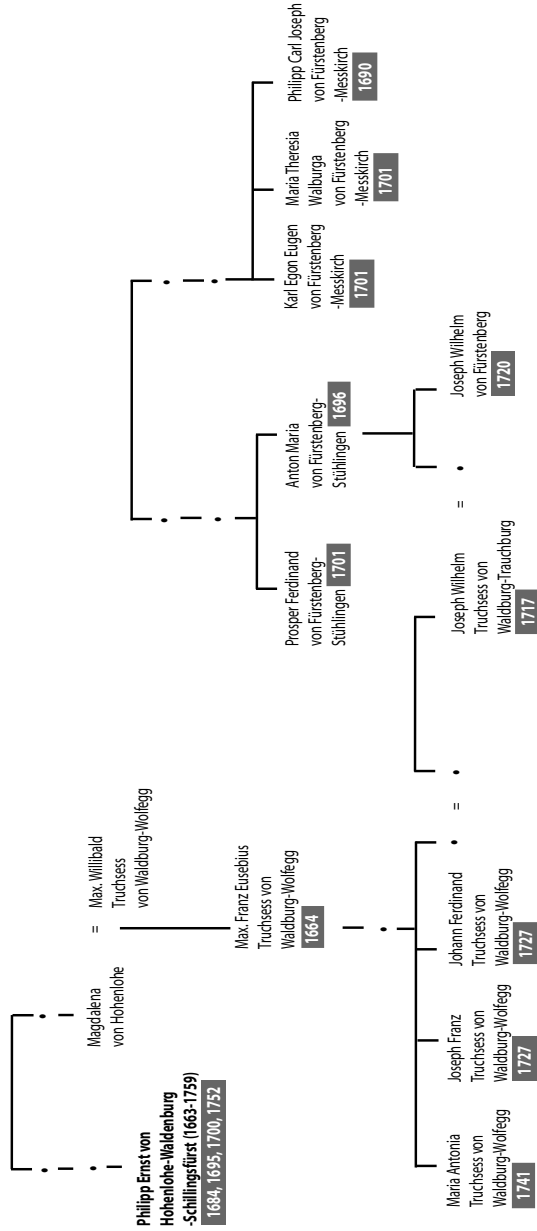 Philipp Ernst von
Hohenlohe-Waldenburg
-Schillingsfürst (1663-1759)
1684, 1695, 1700, 1752
Magdalena
von Hohenlohe
=
Max. Willibald
Truchsess
von Waldburg-Wolfegg
Max. Franz Eusebius
Truchsess von
Waldburg-Wolfegg
1664
Prosper Ferdinand
von Fürstenberg-
Stühlingen 1701
Anton Maria
von Fürstenberg-
Stühlingen 1696
Karl Egon Eugen
von Fürstenberg
-Messkirch
1701
Maria Theresia
Walburga
von Fürstenberg
-Messkirch
1701
Philipp Carl Joseph
von Fürstenberg
-Messkirch
1690
Maria Antonia
Truchsess von
Waldburg-Wolfegg
1741
Joseph Franz
Truchsess von
Waldburg-Wolfegg
1727
Johann Ferdinand
Truchsess von
Waldburg-Wolfegg
1727
=
Joseph Wilhelm
Truchsess von
Waldburg-Trauchburg
1717
=
Joseph Wilhelm
von Fürstenberg
1720